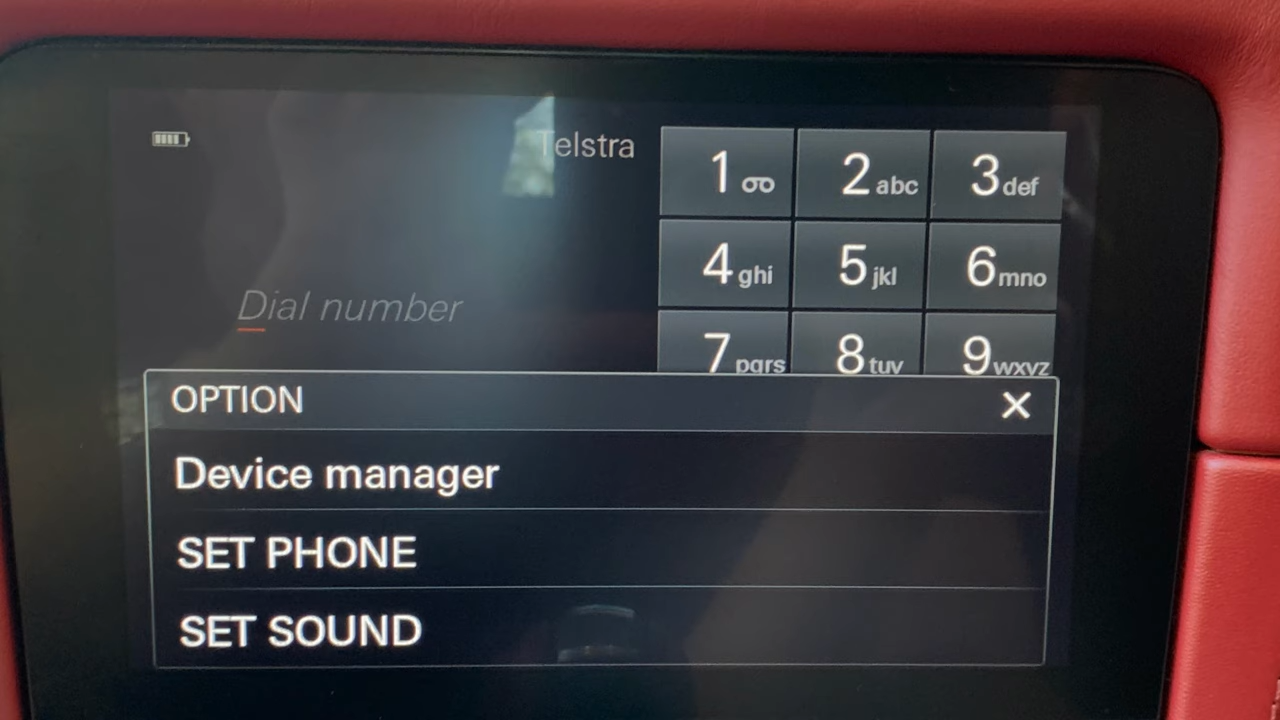 Telstra
1 2 abc 3 def
4 ghi 5 jkl 6 mno
Dial number
7 pqrs 8 tuv 9 wxyz
OPTION
Device manager
SET PHONE
SET SOUND